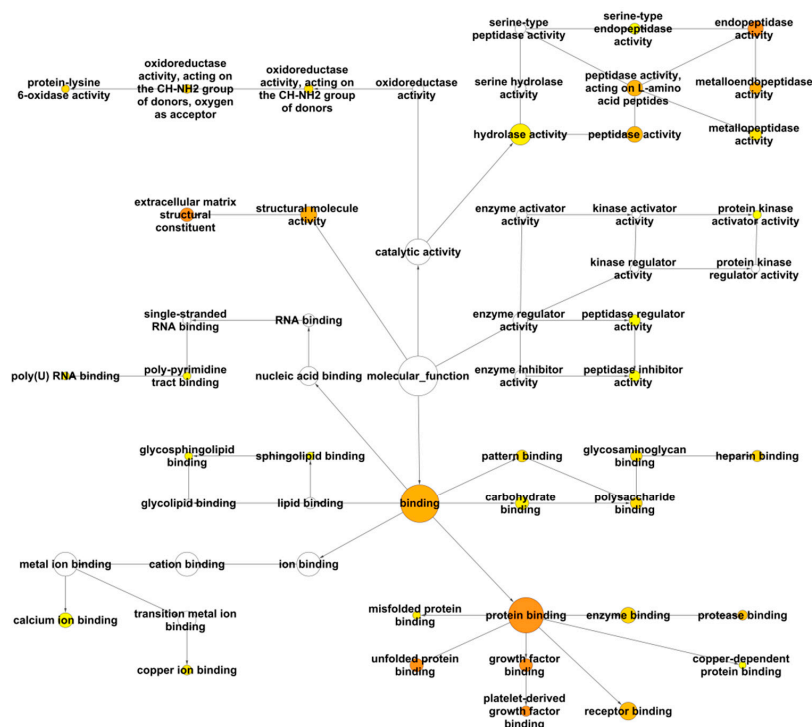 serine-type
peptidase activity
serine-type
endopeptidase
activity
endopeptidase
activity
protein-lysine
6-oxidase activity
oxidoreductase
activity, acting on
the CH-NH2 group
of donors, oxygen
as acceptor
oxidoreductase
activity, acting on
the CH-NH2 group
of donors
oxidoreductase
activity
serine hydrolase
activity
peptidase activity,
acting on L-amino
acid peptides
metalloendopeptidase
activity
hydrolase activity
peptidase activity
metallopeptidase
activity
extracellular matrix
structural
constituent
structural molecule
activity
enzyme activator
activity
kinase activator
activity
protein kinase
activator activity
catalytic activity
kinase regulator
activity
protein kinase
regulator activity
single-stranded
RNA binding
RNA binding
enzyme regulator
activity
peptidase regulator
activity
poly(U) RNA binding
poly-pyrimidine
tract binding
nucleic acid binding
molecular_function
enzyme inhibitor
activity
peptidase inhibitor
activity
glycosphingolipid
binding
sphingolipid binding
pattern binding
glycosaminoglycan
binding
heparin binding
glycolipid binding
lipid binding
binding
carbohydrate
binding
polysaccharide
binding
metal ion binding
cation binding
ion binding
calcium ion binding
transition metal ion
binding
misfolded protein
binding
protein binding
enzyme binding
protease binding
copper ion binding
unfolded protein
binding
growth factor
binding
copper-dependent
protein binding
platelet-derived
growth factor
binding
receptor binding